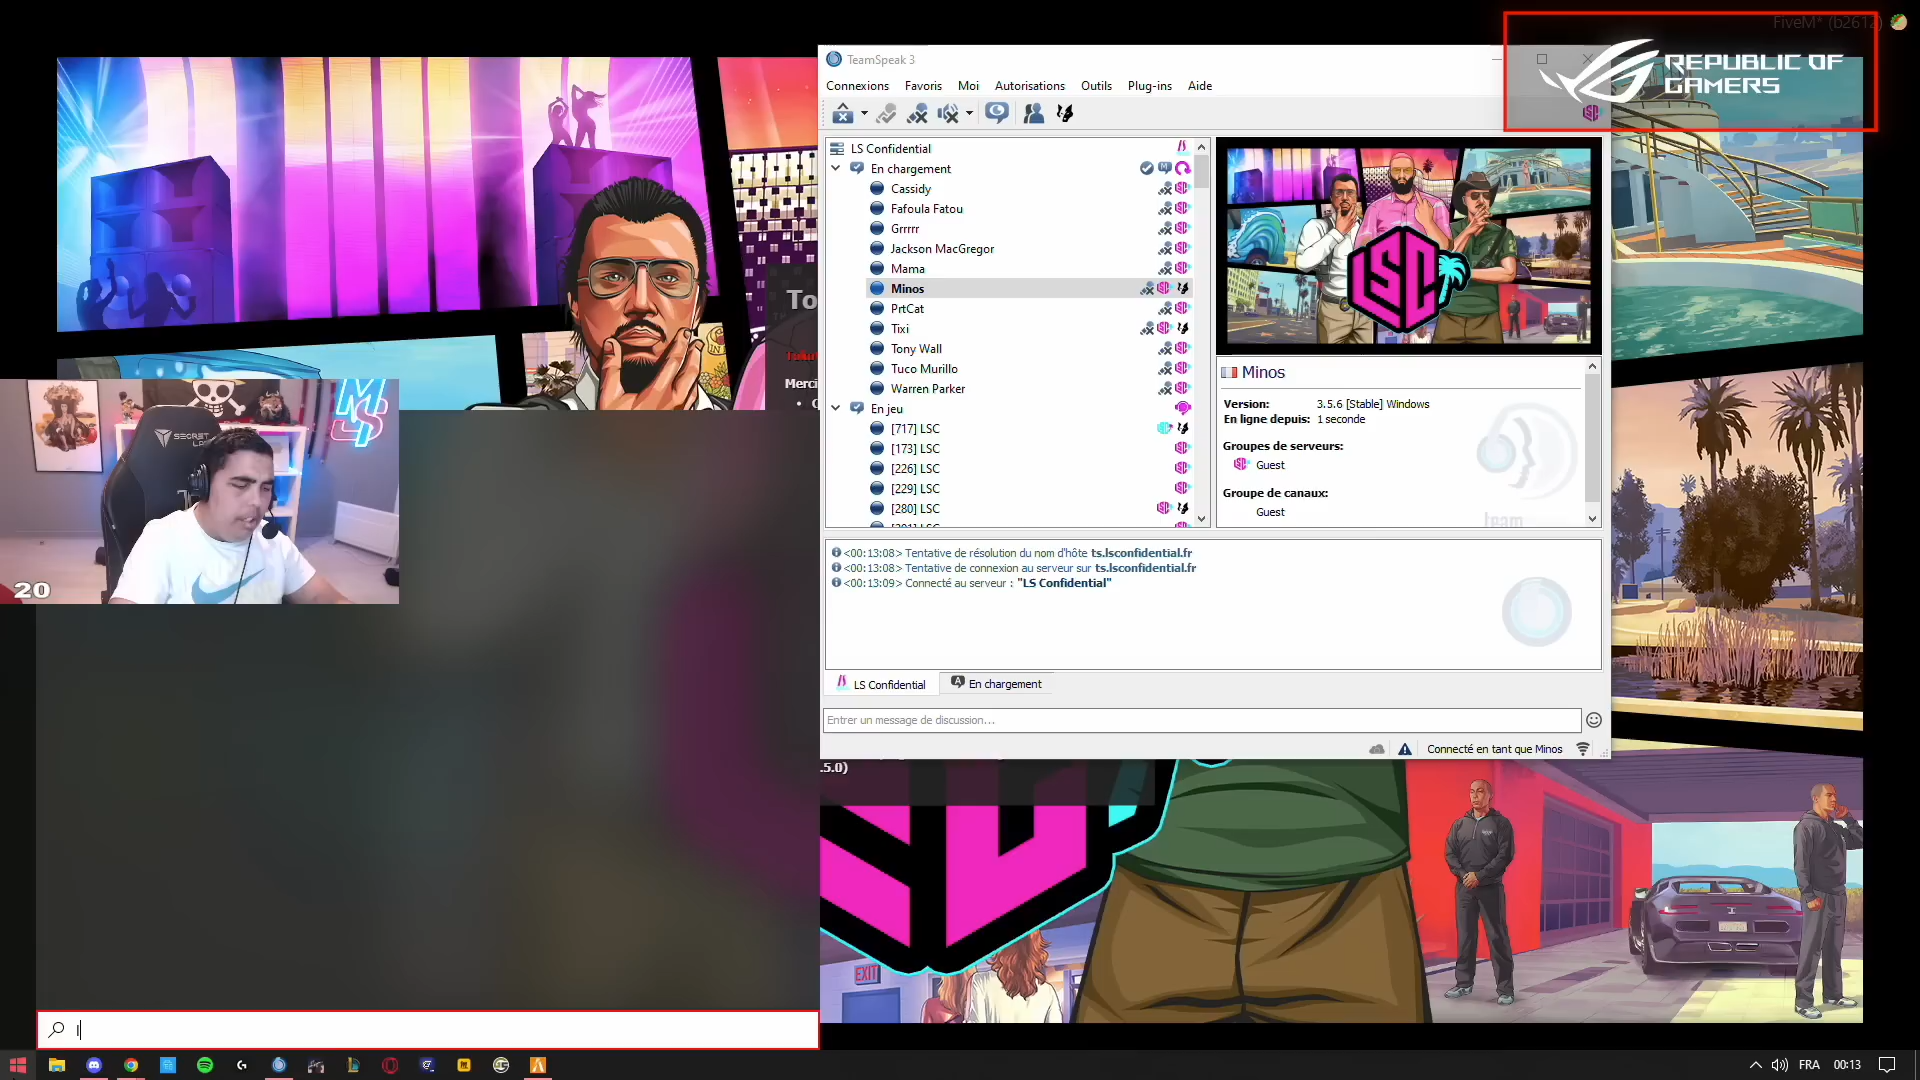 FiveM* (b2612)
REPUBLIC OF
GAMERS
TeamSpeak 3
Connexions Favoris Moi Autorisations Outils Plug-ins Aide
LS Confidential
En chargement
Cassidy
Fafoula Fatou
Grrrrr
Jackson MacGregor
Mama
Minos
PrtCat
Tixi
Tony Wall
Tuco Murillo
Warren Parker
En jeu
[717] LSC
[173] LSC
[226] LSC
[229] LSC
[280] LSC
LSC
Minos
Version: 3.5.6 [Stable] Windows
En ligne depuis: 1 seconde
Groupes de serveurs:
Guest
Groupe de canaux:
Guest
team
<00:13:08> Tentative de résolution du nom d'hôte ts.lsconfidential.fr
<00:13:08> Tentative de connexion au serveur sur ts.lsconfidential.fr
<00:13:09> Connecté au serveur : "LS Confidential"
LS Confidential
En chargement
Entrer un message de discussion...
Connecté en tant que Minos
.5.0)
To
Merci
SECRET
MS
20
EXIT
l
FRA 00:13